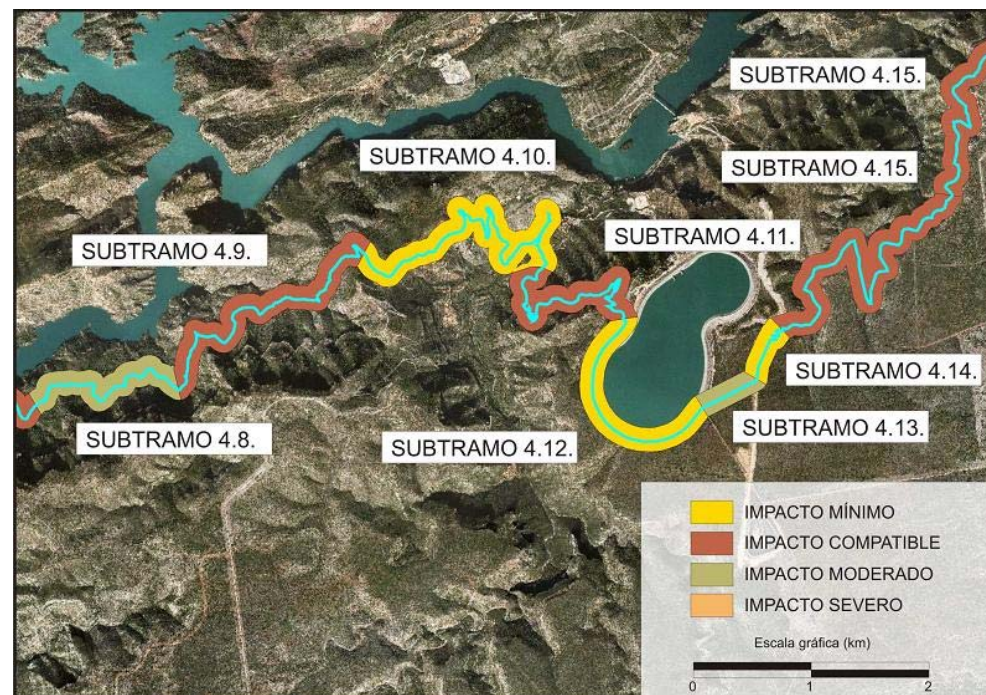 SUBTRAMO 4.15.
SUBTRAMO 4.10.
SUBTRAMO 4.15.
SUBTRAMO 4.9.
SUBTRAMO 4.11.
SUBTRAMO 4.14.
SUBTRAMO 4.8.
SUBTRAMO 4.12.
SUBTRAMO 4.13.
IMPACTO MÍNIMO
IMPACTO COMPATIBLE
IMPACTO MODERADO
IMPACTO SEVERO
Escala gráfica (km)
0 1 2